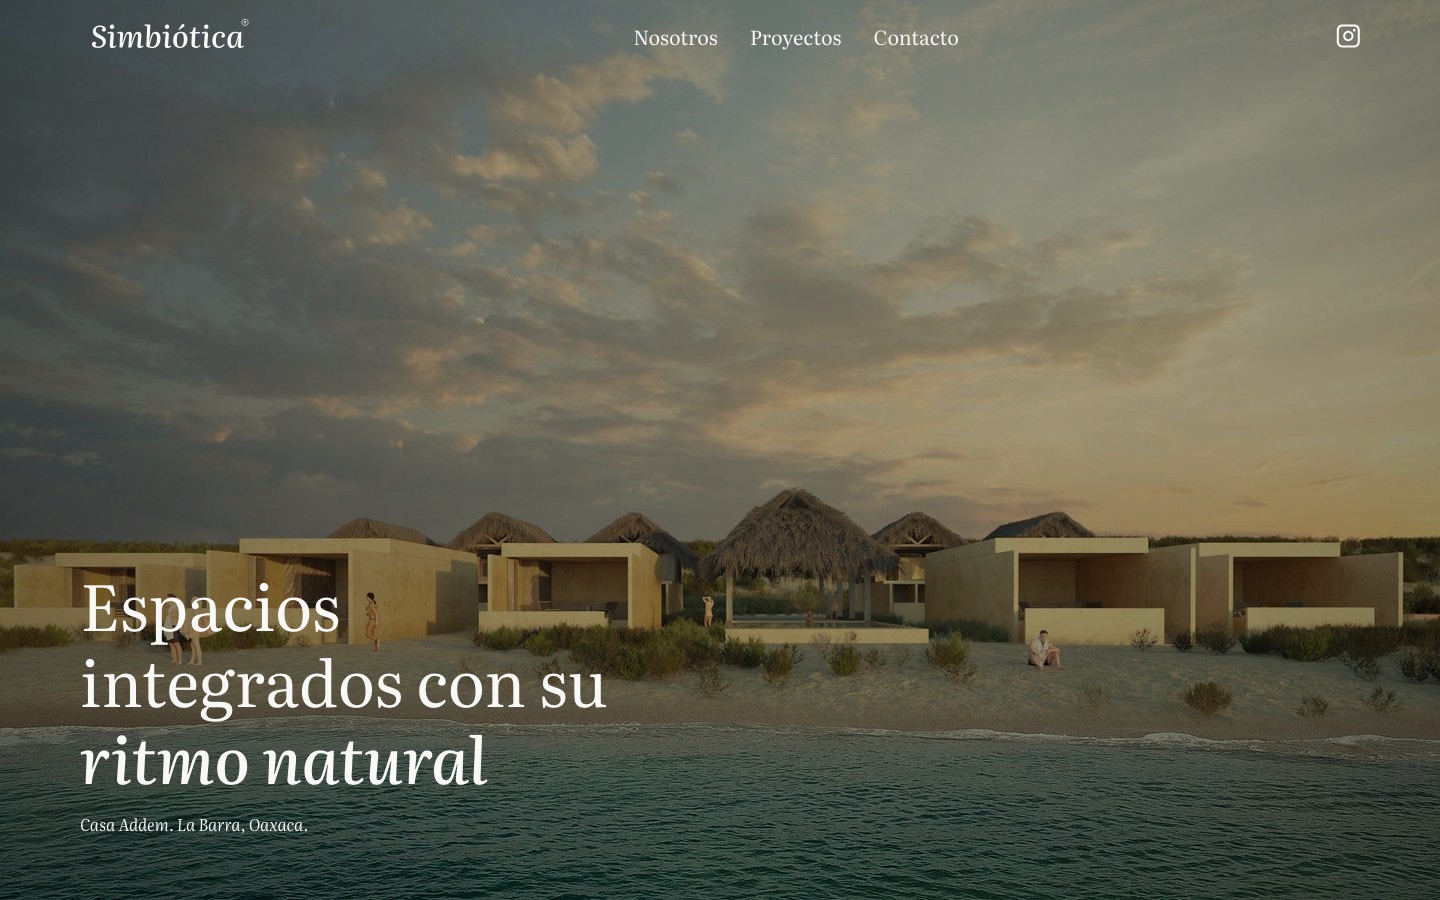 Simbiótica®
Nosotros Proyectos Contacto
Espacios
integrados con su
ritmo natural
Casa Addem. La Barra, Oaxaca.